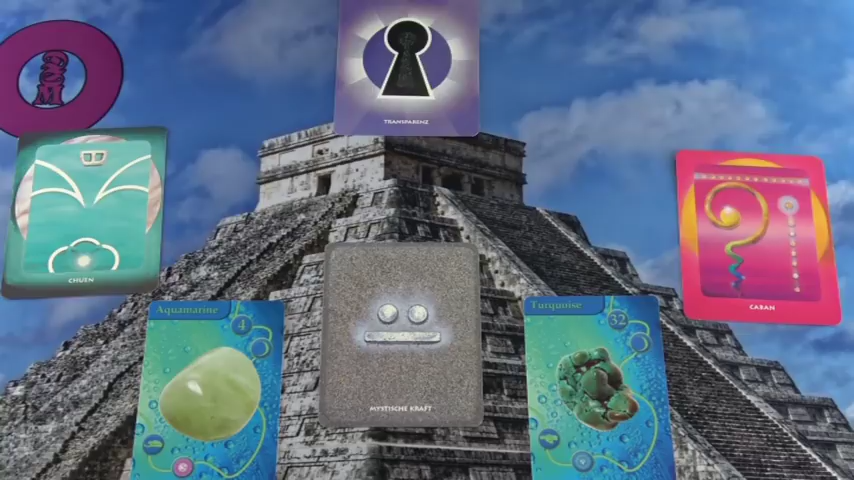 TRANSPARENZ
CHUEN
CABAN
Aquamarine
4
MYSTISCHE KRAFT
Turquoise
32